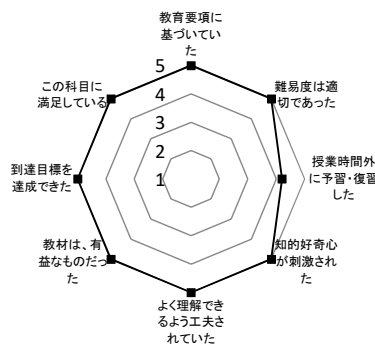 教育要項に
基づいてい
た
難易度は適
切であった
授業時間外
に予習・復習
した
知的好奇心
が刺激され
た
よく理解でき
るよう工夫さ
れていた
教材は、有
益なものだっ
た
到達目標を
達成できた
この科目に
満足している
5
4
3
2
1